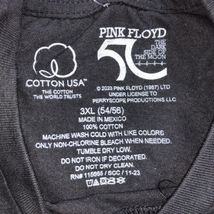 PINK FLOYD
50
THE
DARK
SIDE OF
THE MOON
COTTON USA™
THE COTTON
THE WORLD TRUSTS
© 2023 PINK FLOYD (1987) LTD
UNDER LICENSE TO
PERRYSCOPE PRODUCTIONS LLC
3XL (54/56)
MADE IN MEXICO
100% COTTON
MACHINE WASH COLD WITH LIKE COLORS
ONLY NON-CHLORINE BLEACH WHEN NEEDED
TUMBLE DRY LOW.
DO NOT IRON IF DECORATED.
DO NOT DRY CLEAN.
RN# 115665 / SCC / 11-23